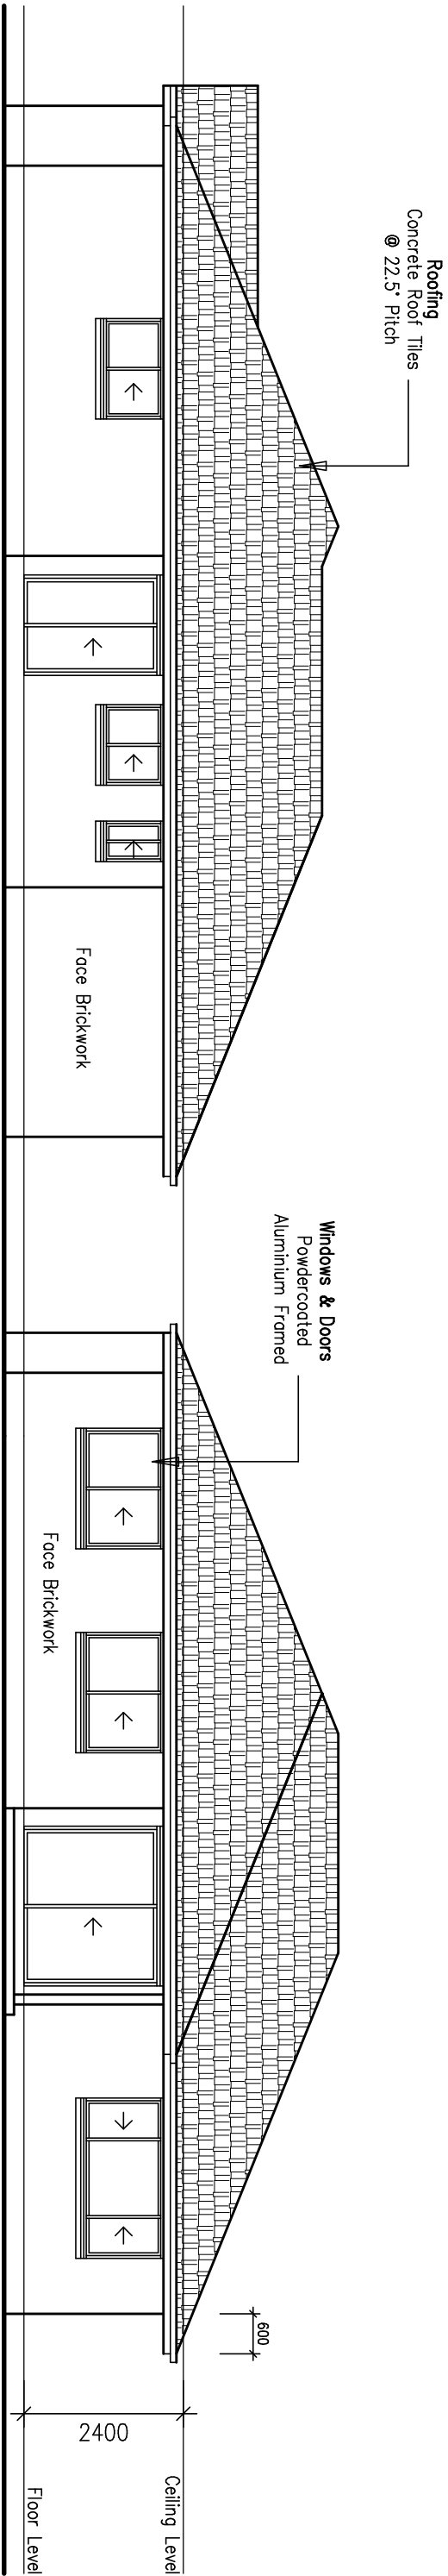 Roofing
Concrete Roof Tiles
@ 22.5° Pitch
Face Brickwork
Windows & Doors
Powdercoated
Aluminium Framed
Face Brickwork
600
2400
Ceiling Level
Floor Level